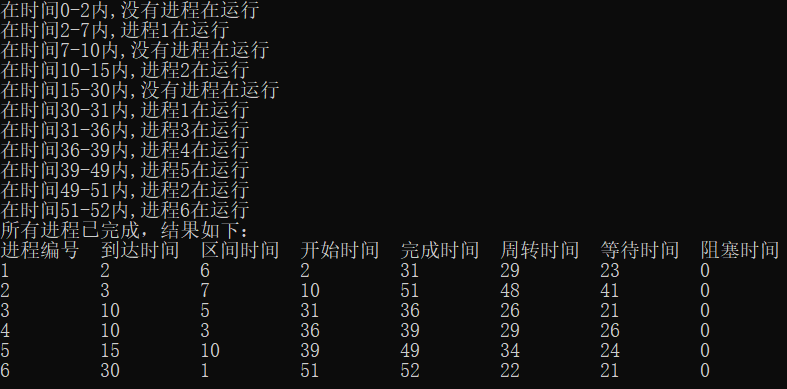 在时间0-2内,没有进程在运行
在时间2-7内,进程1在运行
在时间7-10内,没有进程在运行
在时间10-15内,进程2在运行
在时间15-30内,没有进程在运行
在时间30-31内,进程1在运行
在时间31-36内,进程3在运行
在时间36-39内,进程4在运行
在时间39-49内,进程5在运行
在时间49-51内,进程2在运行
在时间51-52内,进程6在运行
所有进程已完成，结果如下：
进程编号 到达时间 区间时间 开始时间 完成时间 周转时间 等待时间 阻塞时间
1 2 6 2 31 29 23 0
2 3 7 10 51 48 41 0
3 10 5 31 36 26 21 0
4 10 3 36 39 29 26 0
5 15 10 39 49 34 24 0
6 30 1 51 52 22 21 0